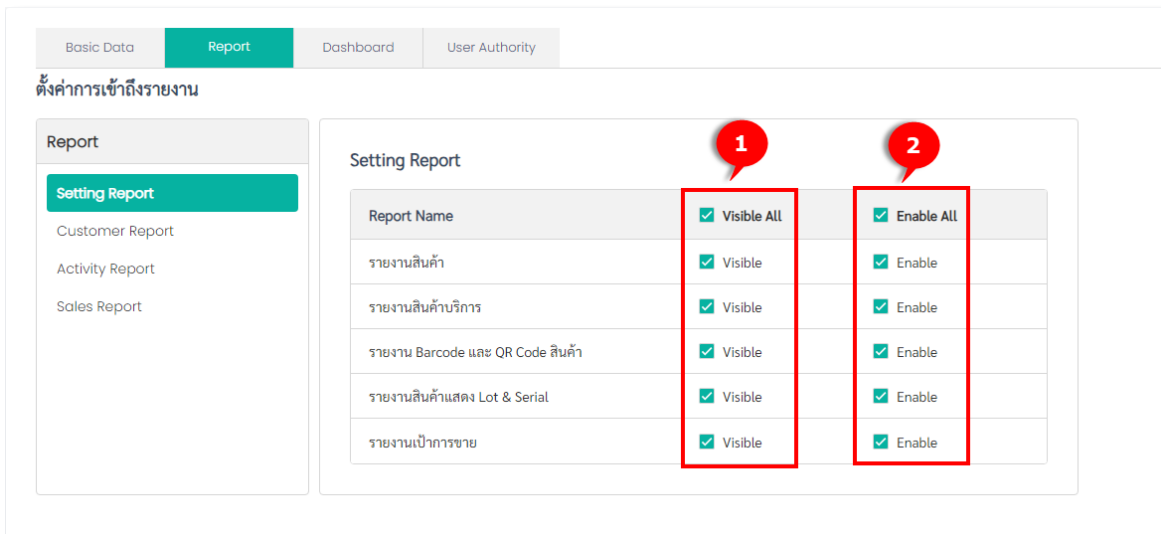 Basic Data Report Dashboard User Authority
ตั้งค่าการเข้าถึงรายงาน
Report
Setting Report
Customer Report
Activity Report
Sales Report
1 2
Setting Report
Report Name Visible All Enable All
รายงานสินค้า Visible Enable
รายงานสินค้าบริการ Visible Enable
รายงาน Barcode และ QR Code สินค้า Visible Enable
รายงานสินค้าแสดง Lot & Serial Visible Enable
รายงานเป้าการขาย Visible Enable